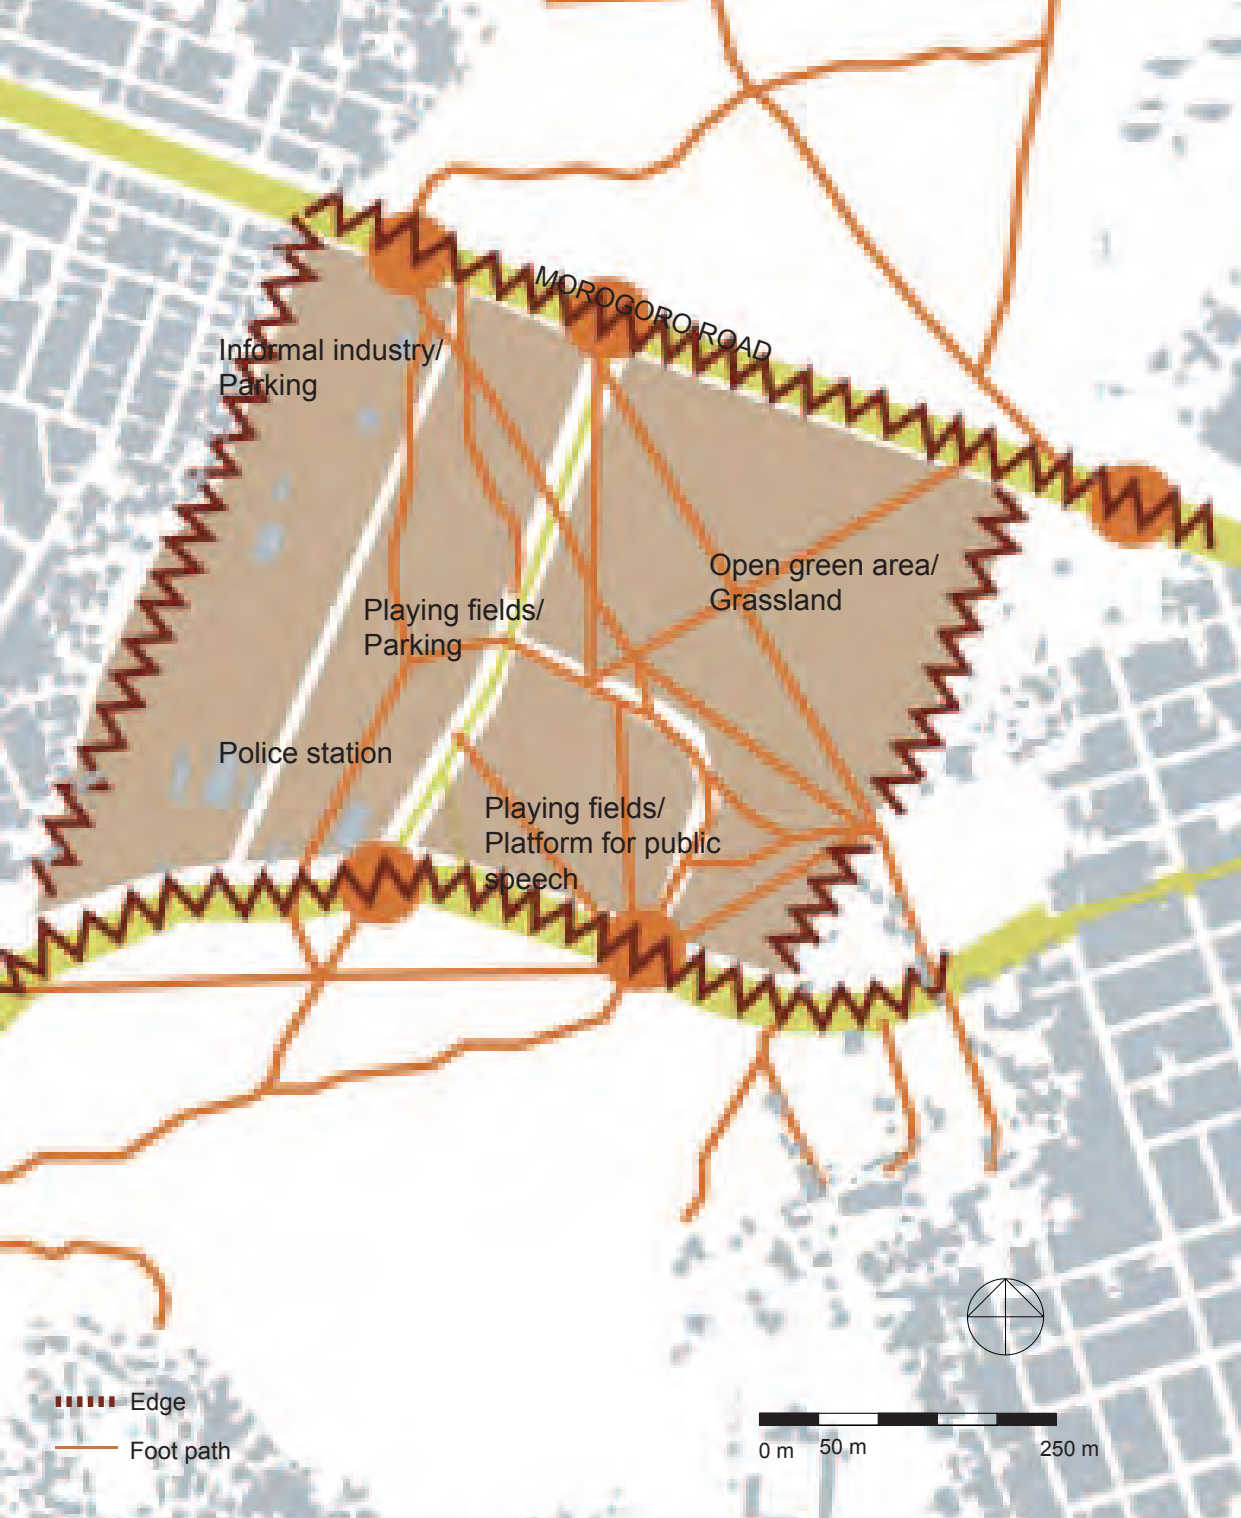 MOROGORO ROAD
Informal industry/
Parking
Open green area/
Grassland
Playing fields/
Parking
Police station
Playing fields/
Platform for public
speech
Edge
Foot path
0 m
50 m
250 m